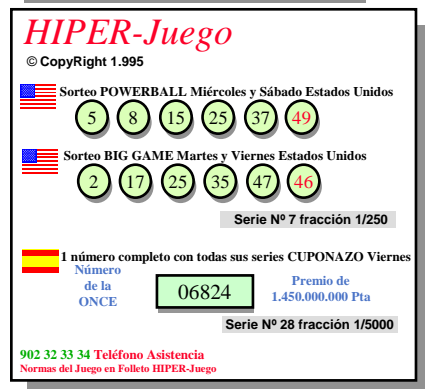 HIPER-Juego
© CopyRight 1.995
Sorteo POWERBALL Miércoles y Sábado Estados Unidos
5 8 15 25 37 49
Sorteo BIG GAME Martes y Viernes Estados Unidos
2 17 25 35 47 46
Serie Nº 7 fracción 1/250
1 número completo con todas sus series CUPONAZO Viernes
Número
de la
ONCE
06824
Premio de
1.450.000.000 Pta
Serie Nº 28 fracción 1/5000
902 32 33 34 Teléfono Asistencia
Normas del Juego en Folleto HIPER-Juego